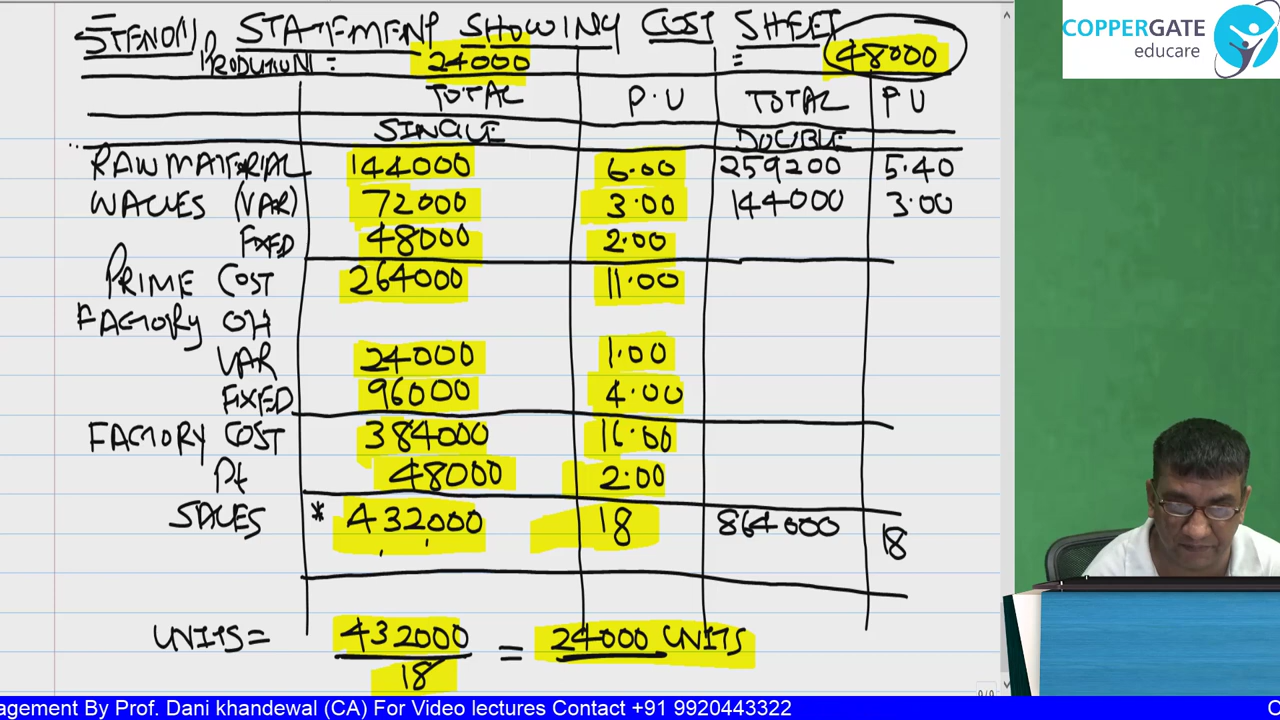 STATEMENT SHOWING COST SHEET
PRODUCTION = 24000 = 48000
TOTAL P.U TOTAL P U
SINGLE DOUBLE
RAW MATERIAL 144000 6.00 259200 5.40
WAGES (VAR) 72000 3.00 144000 3.00
FIXED 48000 2.00
PRIME COST 264000 11.00
FACTORY OH
VAR 24000 1.00
FIXED 96000 4.00
FACTORY COST 384000 16.00
Pt 48000 2.00
SALES * 432000 18 864000 18
UNITS = 432000 / 18 = 24000 UNITS
COPPERGATE
educare
agement By Prof. Dani khandewal (CA) For Video lectures Contact +91 9920443322